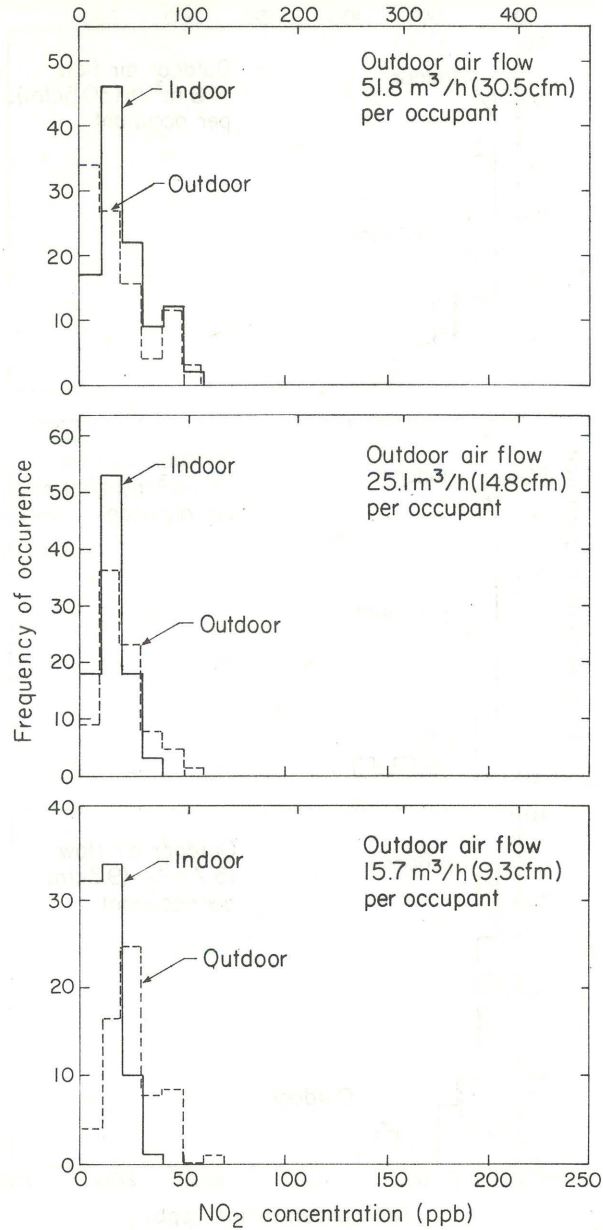 0 100 200 300 400
50
40
30
20
10
0
Indoor
Outdoor
Outdoor air flow
51.8 m³/h (30.5cfm)
per occupant
60
50
40
30
20
10
0
Indoor
Outdoor
Outdoor air flow
25.1 m³/h (14.8cfm)
per occupant
Frequency of occurrence
40
30
20
10
0
Indoor
Outdoor
Outdoor air flow
15.7 m³/h (9.3cfm)
per occupant
0 50 100 150 200 250
NO₂ concentration (ppb)